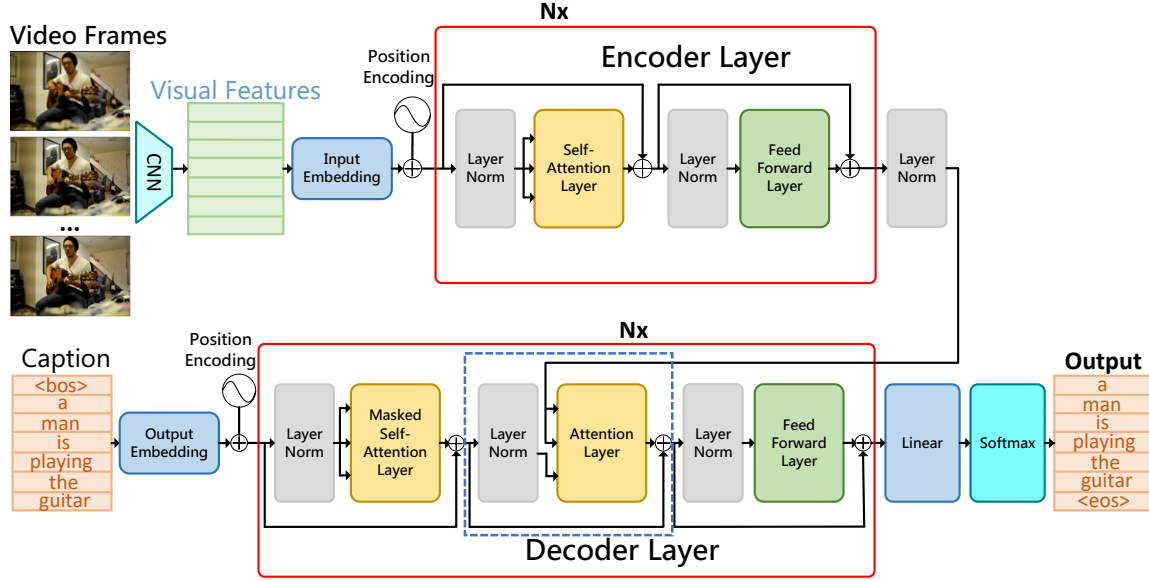 Video Frames
Nx
Encoder Layer
Position
Encoding
Visual Features
CNN
Input
Embedding
Layer
Norm
Self-
Attention
Layer
Layer
Norm
Feed
Forward
Layer
Layer
Norm
...
Nx
Position
Encoding
Caption
<bos>
a
man
is
playing
the
guitar
Output
Embedding
Layer
Norm
Masked
Self-
Attention
Layer
Layer
Norm
Attention
Layer
Layer
Norm
Feed
Forward
Layer
Linear
Softmax
Output
a
man
is
playing
the
guitar
<eos>
Decoder Layer